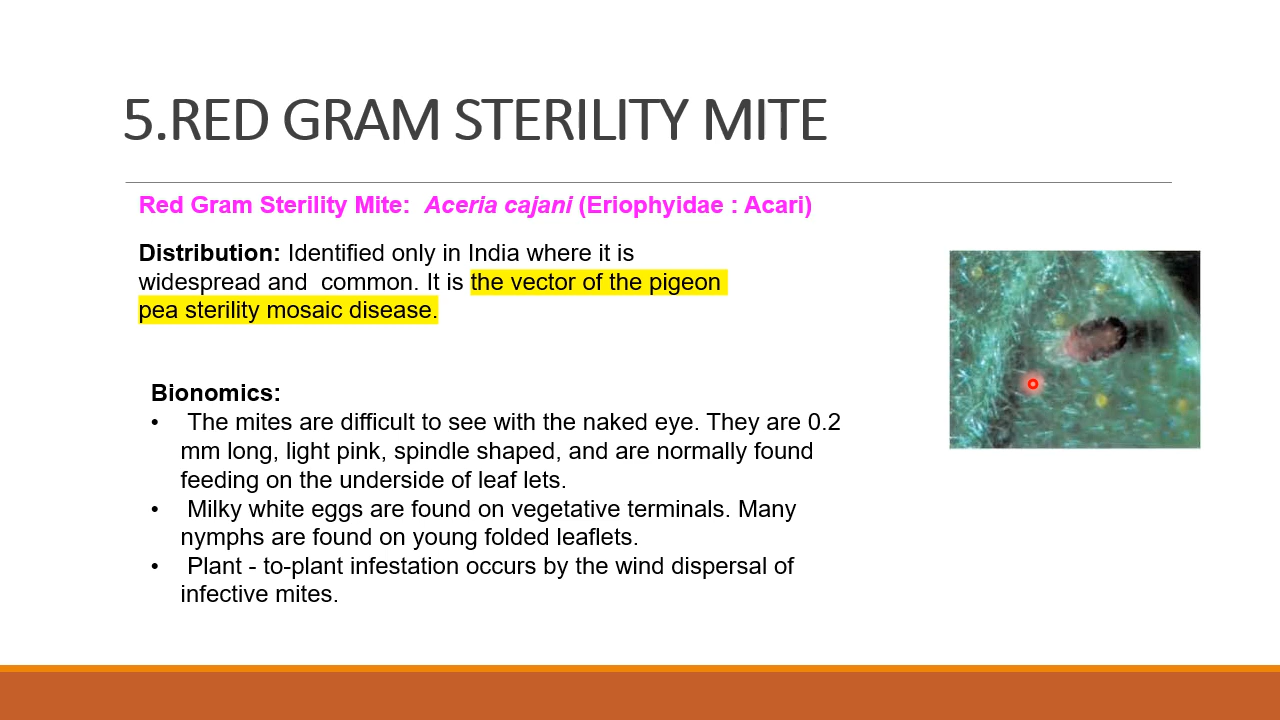 5.RED GRAM STERILITY MITE
Red Gram Sterility Mite:  Aceria cajani (Eriophyidae : Acari)
Distribution: Identified only in India where it is
widespread and  common. It is the vector of the pigeon
pea sterility mosaic disease.
Bionomics:
•  The mites are difficult to see with the naked eye. They are 0.2
mm long, light pink, spindle shaped, and are normally found
feeding on the underside of leaf lets.
•  Milky white eggs are found on vegetative terminals. Many
nymphs are found on young folded leaflets.
•  Plant - to-plant infestation occurs by the wind dispersal of
infective mites.